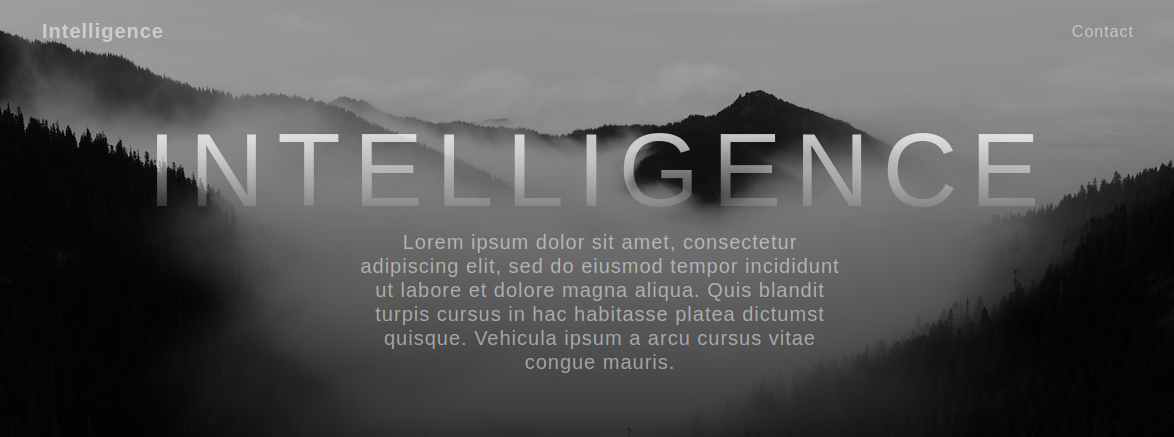 Intelligence
Contact
INTELLIGENCE
Lorem ipsum dolor sit amet, consectetur
adipiscing elit, sed do eiusmod tempor incididunt
ut labore et dolore magna aliqua. Quis blandit
turpis cursus in hac habitasse platea dictumst
quisque. Vehicula ipsum a arcu cursus vitae
congue mauris.